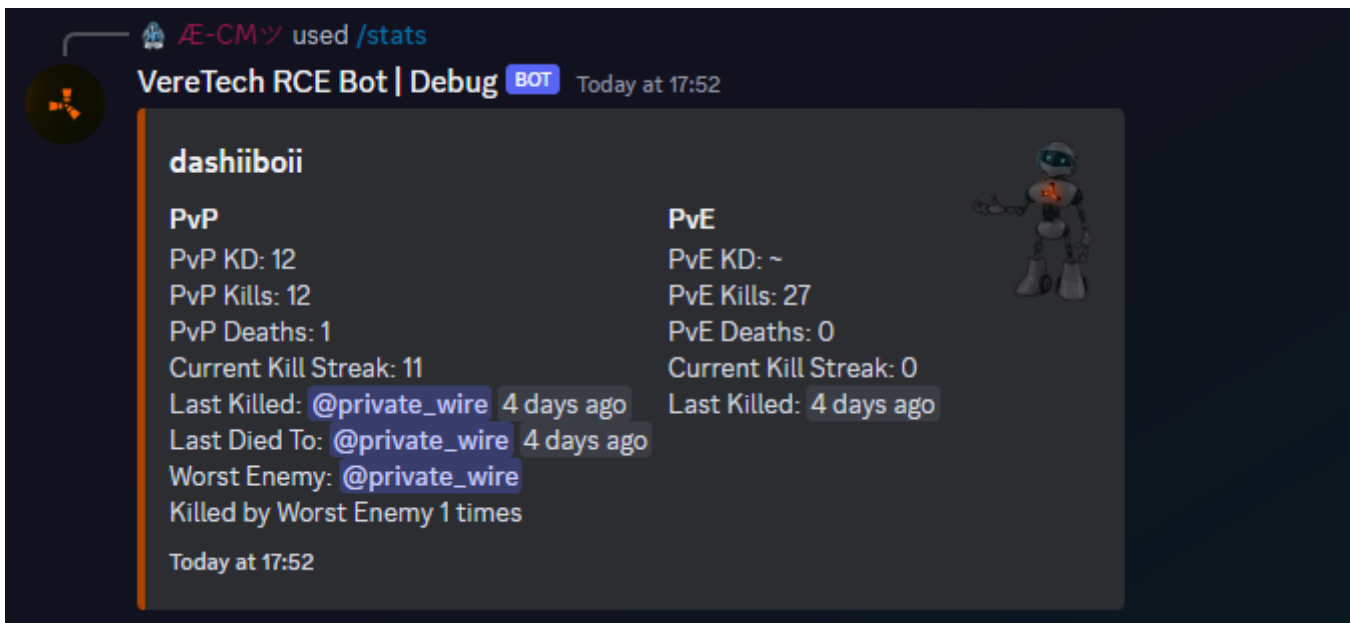 Æ-CMツ used /stats
VereTech RCE Bot | Debug BOT Today at 17:52
dashiiboii
PvP
PvP KD: 12
PvP Kills: 12
PvP Deaths: 1
Current Kill Streak: 11
Last Killed: @private_wire 4 days ago
Last Died To: @private_wire 4 days ago
Worst Enemy: @private_wire
Killed by Worst Enemy 1 times
PvE
PvE KD: ~
PvE Kills: 27
PvE Deaths: 0
Current Kill Streak: 0
Last Killed: 4 days ago
Today at 17:52